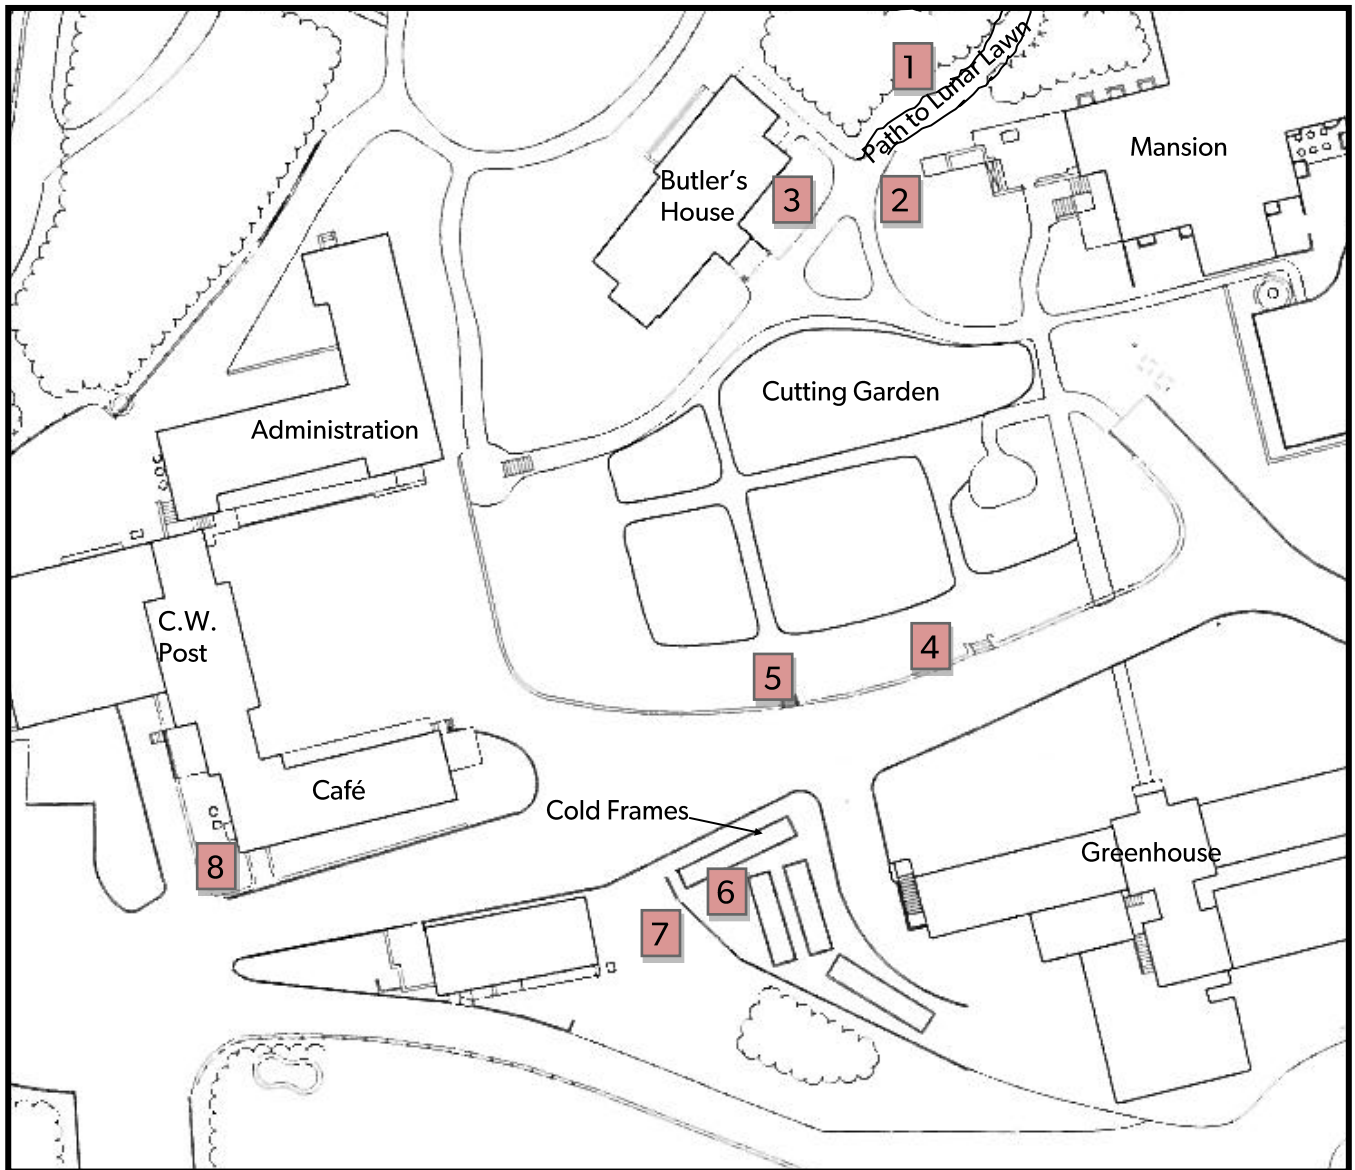 1
Path to Lunar Lawn
Mansion
Butler's
House
3
2
Cutting Garden
Administration
C.W.
Post
4
5
Café
Cold Frames
Greenhouse
8
6
7